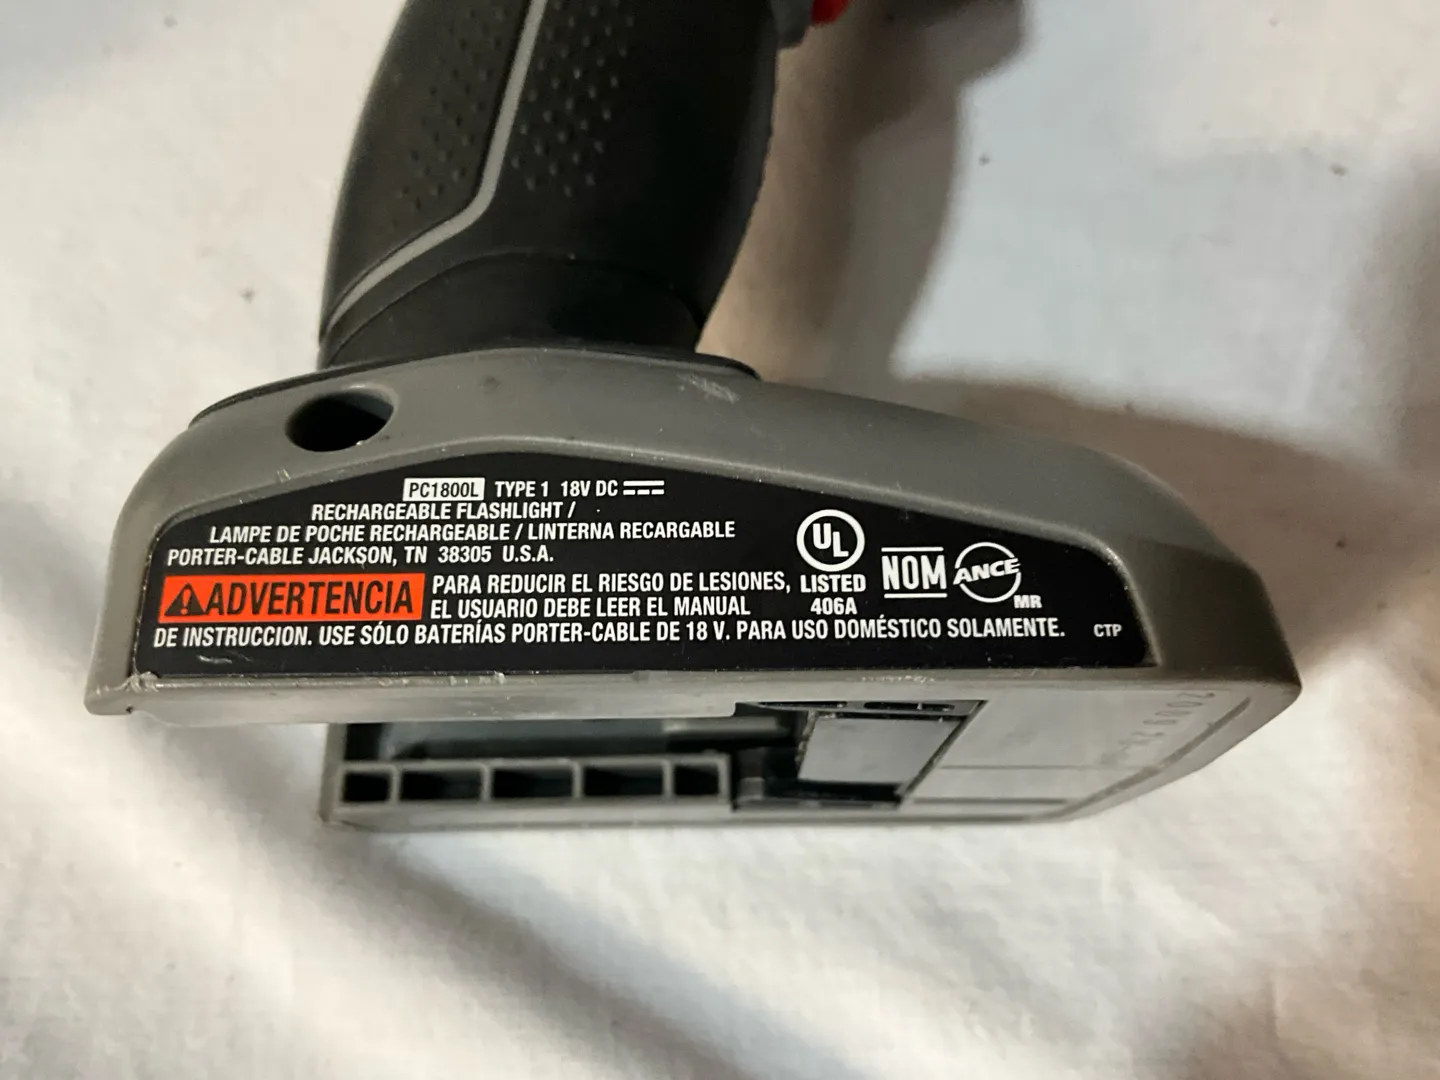 PC1800L TYPE 1 18V DC
RECHARGEABLE FLASHLIGHT /
LAMPE DE POCHE RECHARGEABLE / LINTERNA RECARGABLE
PORTER-CABLE JACKSON, TN 38305 U.S.A.
ADVERTENCIA PARA REDUCIR EL RIESGO DE LESIONES,
EL USUARIO DEBE LEER EL MANUAL
DE INSTRUCCION. USE SÓLO BATERÍAS PORTER-CABLE DE 18 V. PARA USO DOMÉSTICO SOLAMENTE.
UL
LISTED
406A
NOM
ANCE
MR
CTP